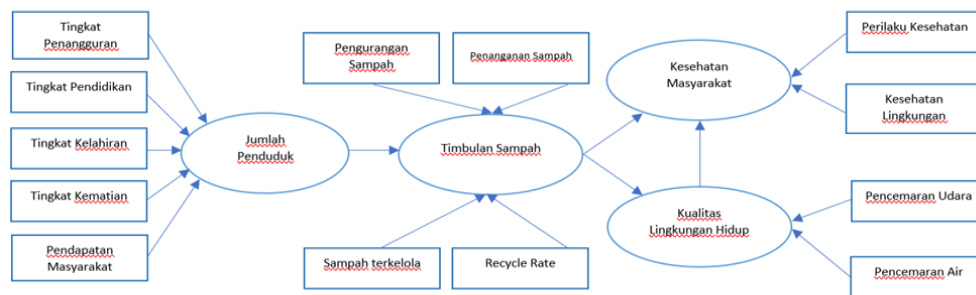 Tingkat
Penangguran
Tingkat Pendidikan
Tingkat Kelahiran
Tingkat Kematian
Pendapatan
Masyarakat
Jumlah
Penduduk
Pengurangan
Sampah
Penanganan Sampah
Timbulan Sampah
Sampah terkelola
Recycle Rate
Kesehatan
Masyarakat
Kualitas
Lingkungan Hidup
Perilaku Kesehatan
Kesehatan
Lingkungan
Pencemaran Udara
Pencemaran Air